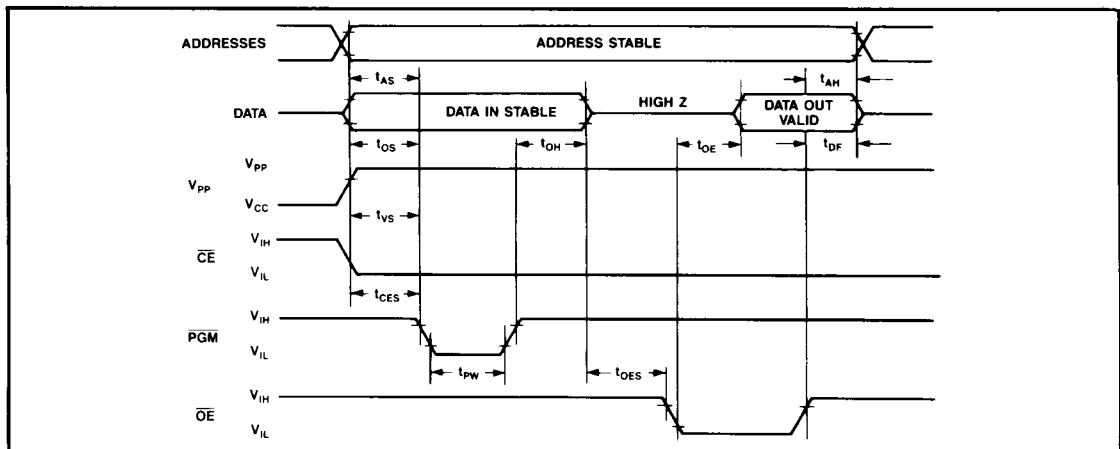 ADDRESSES
ADDRESS STABLE
tAS
tAH
DATA
DATA IN STABLE
HIGH Z
DATA OUT
VALID
tOS
tOH
tOE
tDF
VPP
VPP
VCC
tVS
CE
VIH
VIL
tCES
PGM
VIH
VIL
tPW
tOES
OE
VIH
VIL